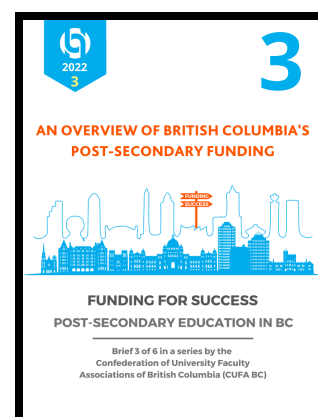 2022
3
3
AN OVERVIEW OF BRITISH COLUMBIA'S
POST-SECONDARY FUNDING
FUNDING
SUCCESS
FUNDING FOR SUCCESS
POST-SECONDARY EDUCATION IN BC
Brief 3 of 6 in a series by the
Confederation of University Faculty
Associations of British Columbia (CUFA BC)